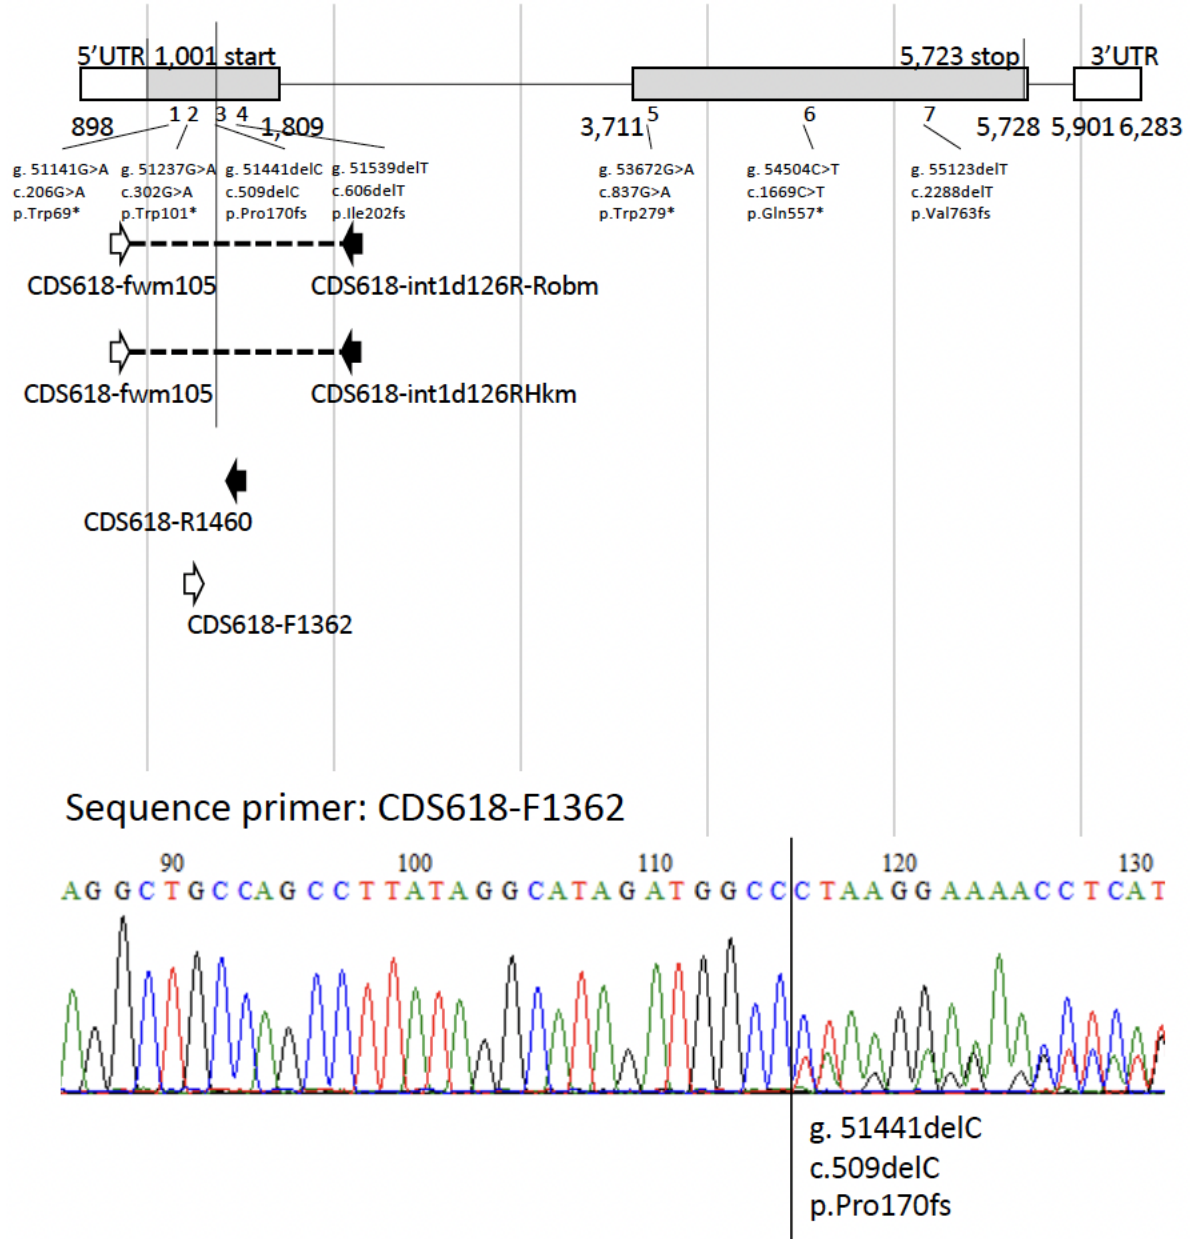 5'UTR 1,001 start 5,723 stop 3'UTR
1 2 3 4 5 6 7
898 1,809 3,711 5,728 5,901 6,283
g. 51141G>A g. 51237G>A g. 51441delC g. 51539delT g. 53672G>A g. 54504C>T g. 55123delT
c.206G>A c.302G>A c.509delC c.606delT c.837G>A c.1669C>T c.2288delT
p.Trp69* p.Trp101* p.Pro170fs p.Ile202fs p.Trp279* p.Gln557* p.Val763fs
CDS618-fwm105 CDS618-int1d126R-Robm
CDS618-fwm105 CDS618-int1d126RHkm
CDS618-R1460
CDS618-F1362
Sequence primer: CDS618-F1362
90 100 110 120 130
A G G C T G C C A G C C T T A T A G G C A T A G A T G G C C C T A A G G A A A A C C T C A T
g. 51441delC
c.509delC
p.Pro170fs